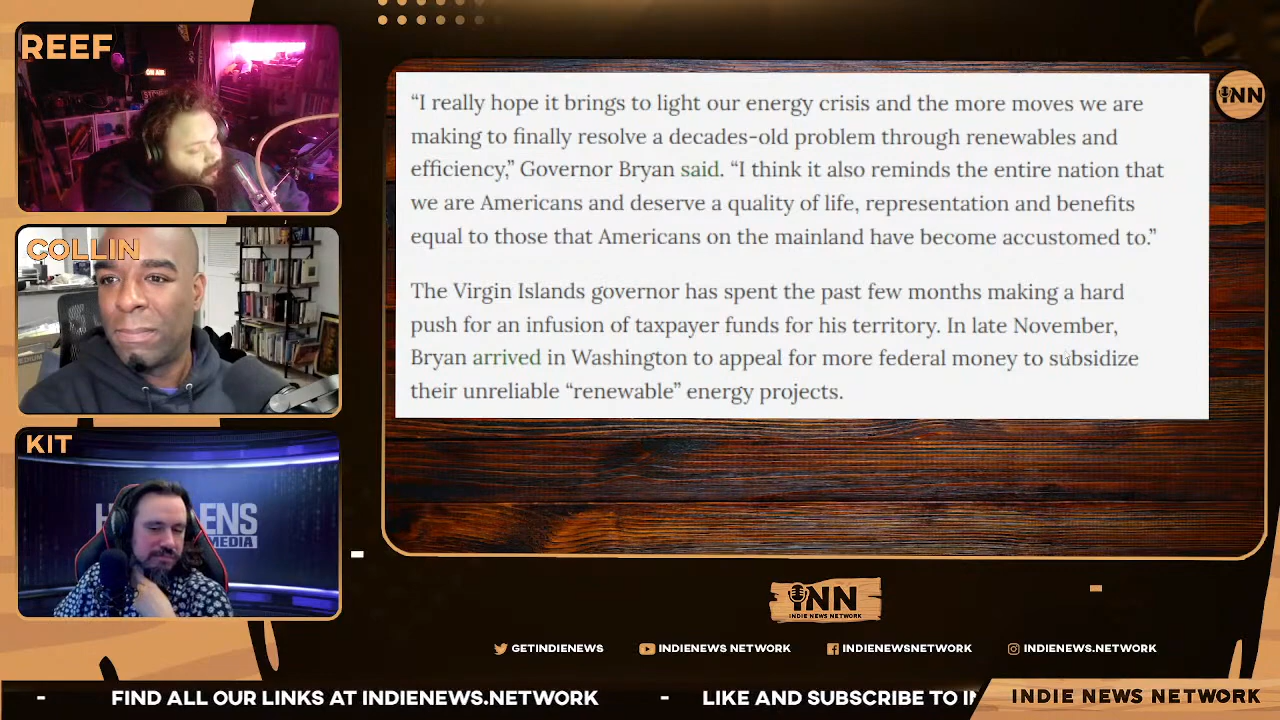 REEF
COLLIN
KIT
ON AIR
MEDIA
“I really hope it brings to light our energy crisis and the more moves we are
making to finally resolve a decades-old problem through renewables and
efficiency,” Governor Bryan said. “I think it also reminds the entire nation that
we are Americans and deserve a quality of life, representation and benefits
equal to those that Americans on the mainland have become accustomed to.”
The Virgin Islands governor has spent the past few months making a hard
push for an infusion of taxpayer funds for his territory. In late November,
Bryan arrived in Washington to appeal for more federal money to subsidize
their unreliable “renewable” energy projects.
INN
INN
INDIE NEWS NETWORK
GETINDIENEWS
INDIENEWS NETWORK
INDIENEWSNETWORK
INDIENEWS.NETWORK
- FIND ALL OUR LINKS AT INDIENEWS.NETWORK - LIKE AND SUBSCRIBE TO
INDIE NEWS NETWORK